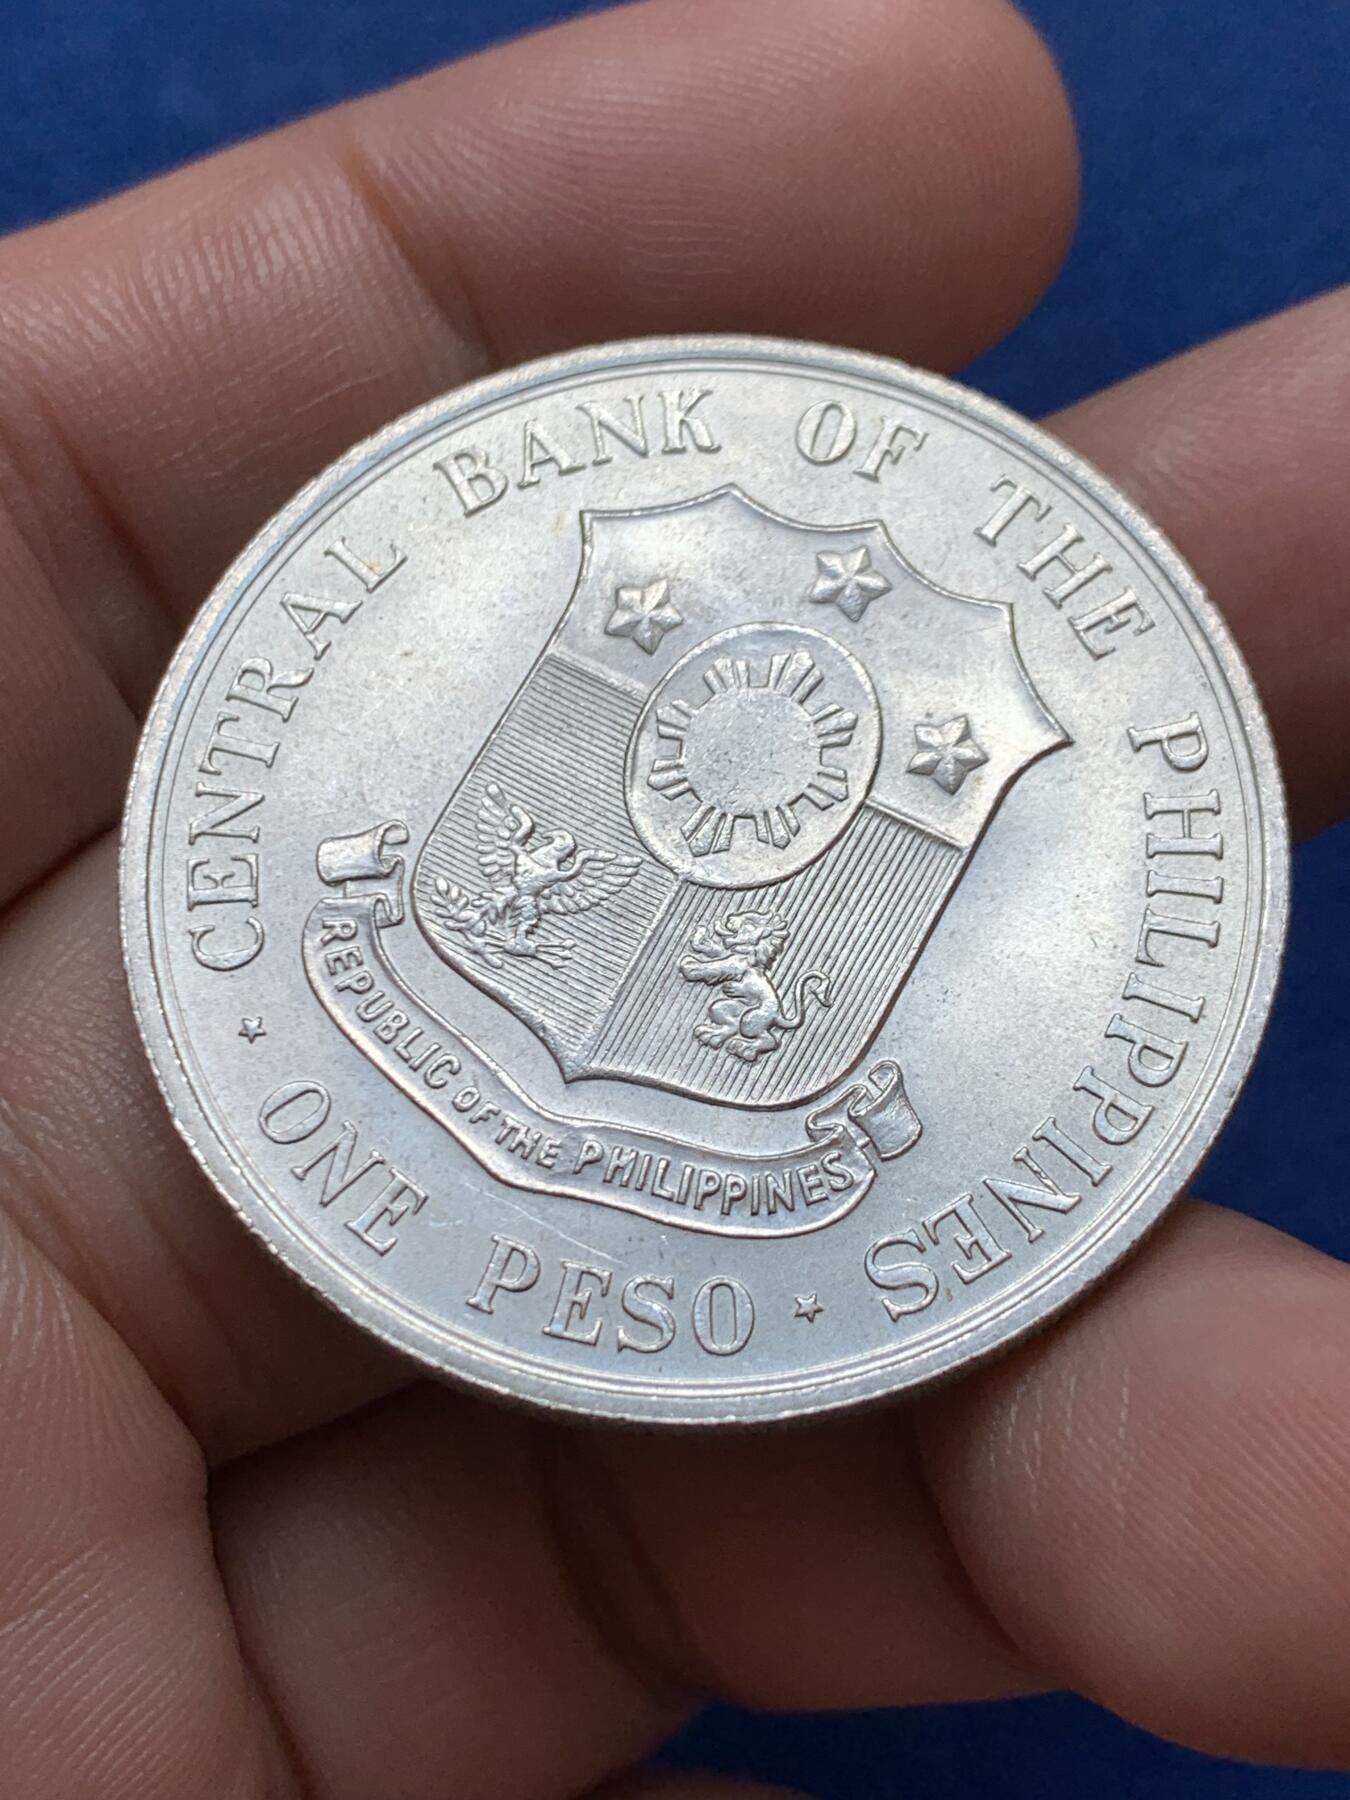 CENTRAL BANK OF THE PHILIPPINES
REPUBLIC OF THE PHILIPPINES
ONE PESO